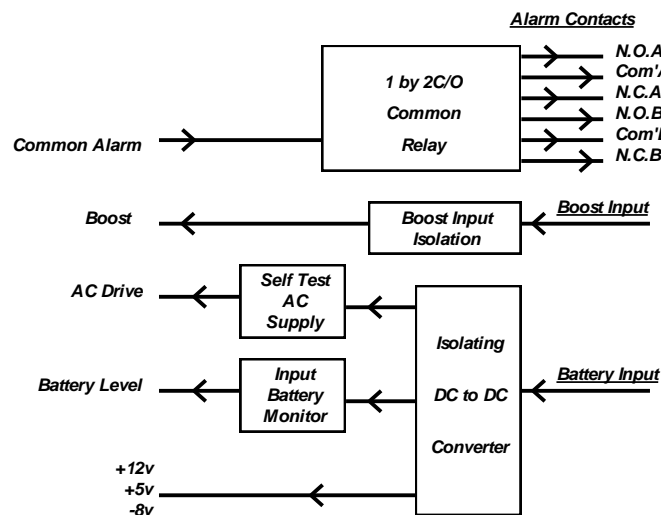 Alarm Contacts
N.O.A
Com'A
N.C.A
N.O.B
Com'B
N.C.B
1 by 2C/O
Common
Relay
Common Alarm
Boost
Boost Input
Isolation
Boost Input
AC Drive
Self Test
AC
Supply
Isolating
DC to DC
Converter
Battery Input
Battery Level
Input
Battery
Monitor
+12v
+5v
-8v